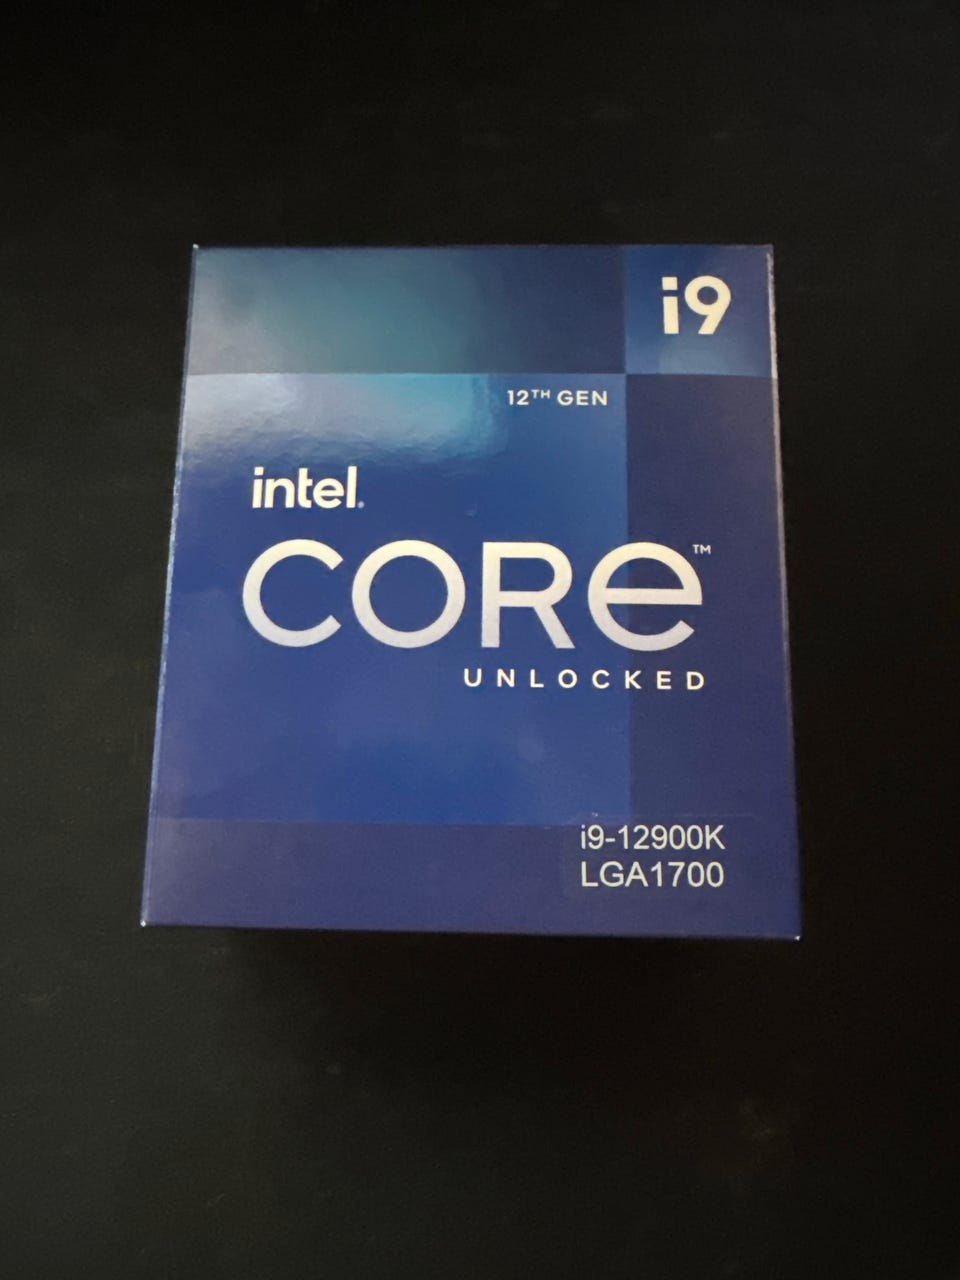 i9
12TH GEN
intel®
CORe™
UNLOCKED
i9-12900K
LGA1700